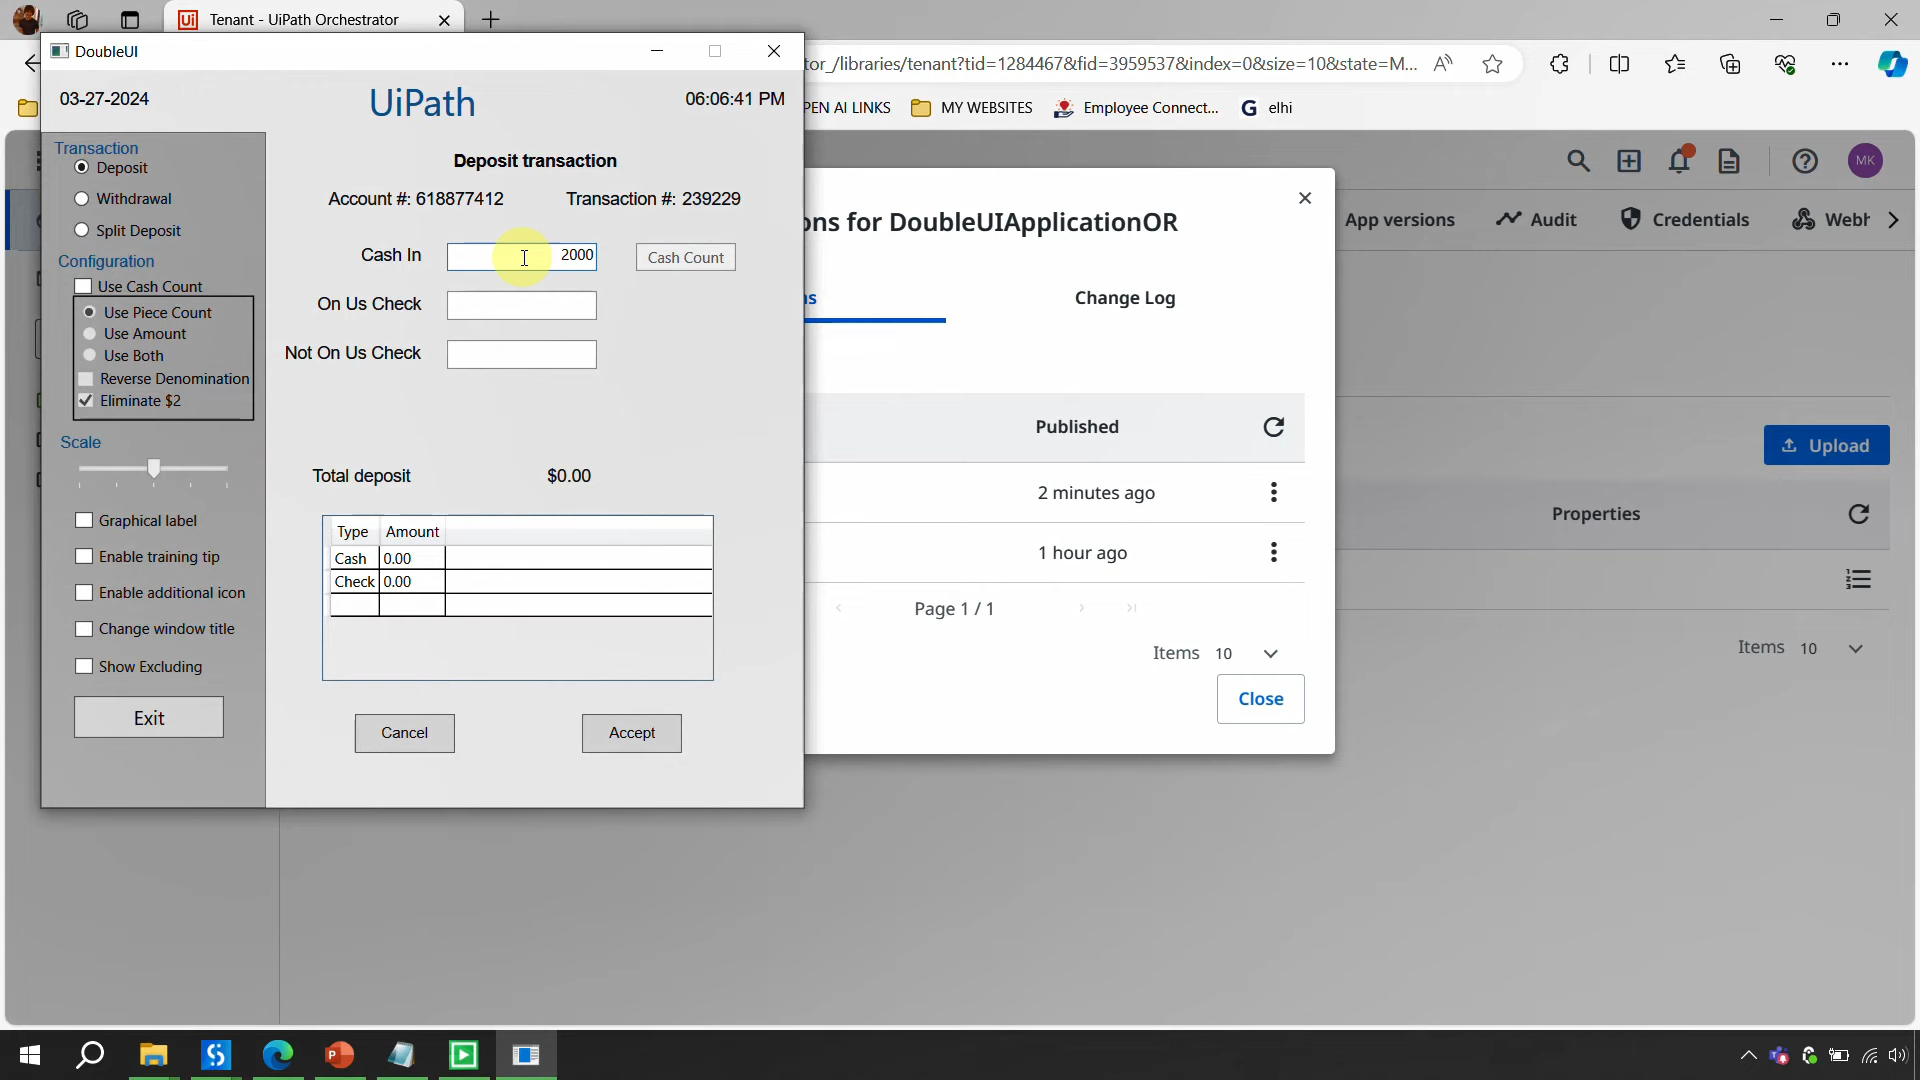 Tenant - UiPath Orchestrator
DoubleUI
tor_/libraries/tenant?tid=1284467&fid=3959537&index=0&size=10&state=M...
PEN AI LINKS
MY WEBSITES
Employee Connect...
G elhi
03-27-2024
UiPath
06:06:41 PM
Transaction
Deposit
Withdrawal
Split Deposit
Configuration
Use Cash Count
Use Piece Count
Use Amount
Use Both
Reverse Denomination
Eliminate $2
Scale
Graphical label
Enable training tip
Enable additional icon
Change window title
Show Excluding
Exit
Deposit transaction
Account #: 618877412
Transaction #: 239229
Cash In
2000
Cash Count
On Us Check
Not On Us Check
Total deposit
$0.00
Type Amount
Cash 0.00
Check 0.00
Cancel
Accept
ons for DoubleUIApplicationOR
ns
Change Log
Published
2 minutes ago
1 hour ago
Page 1 / 1
Items 10
Close
MK
App versions
Audit
Credentials
Webh
Upload
Properties
Items 10